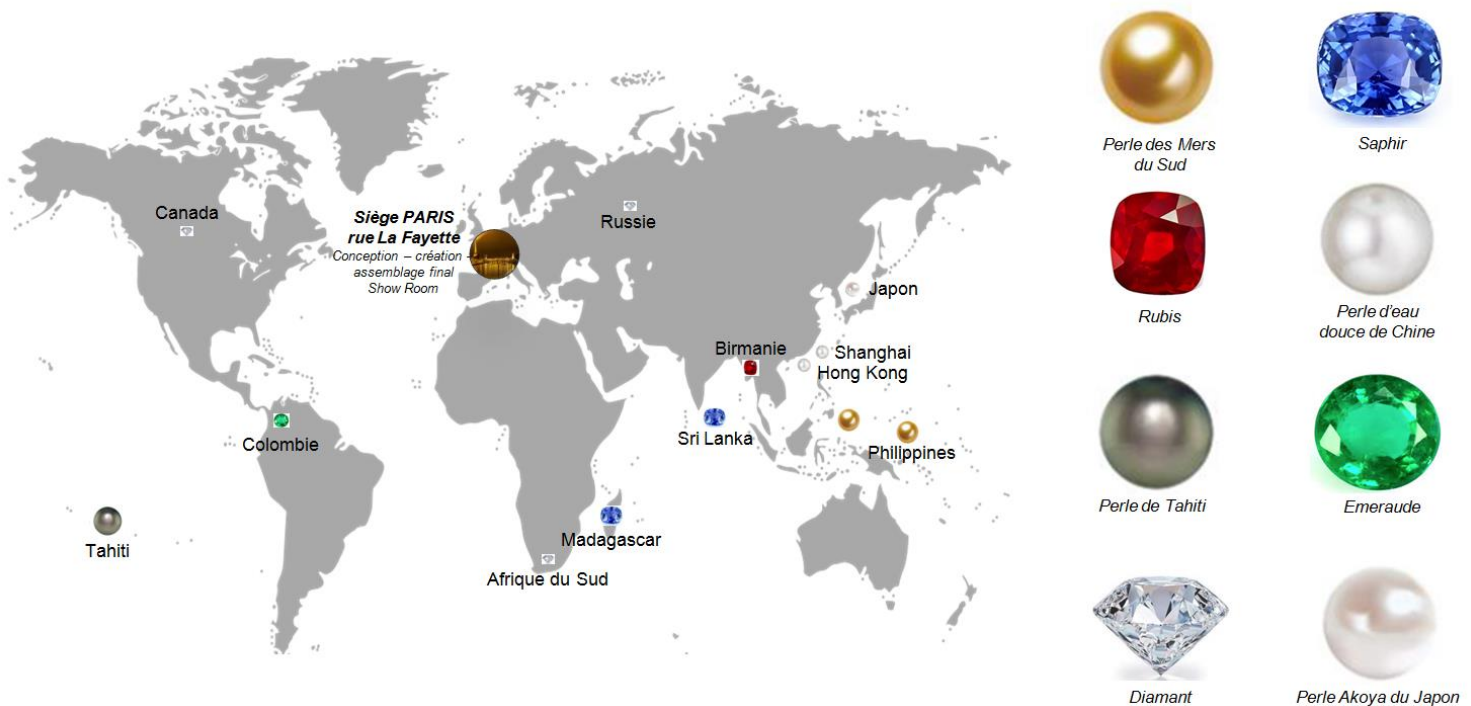 Canada
Siège PARIS
rue La Fayette
Conception – création -
assemblage final
Show Room
Russie
Japon
Birmanie
Shanghai
Hong Kong
Colombie
Sri Lanka
Philippines
Tahiti
Madagascar
Afrique du Sud
Perle des Mers
du Sud
Saphir
Rubis
Perle d'eau
douce de Chine
Perle de Tahiti
Emeraude
Diamant
Perle Akoya du Japon